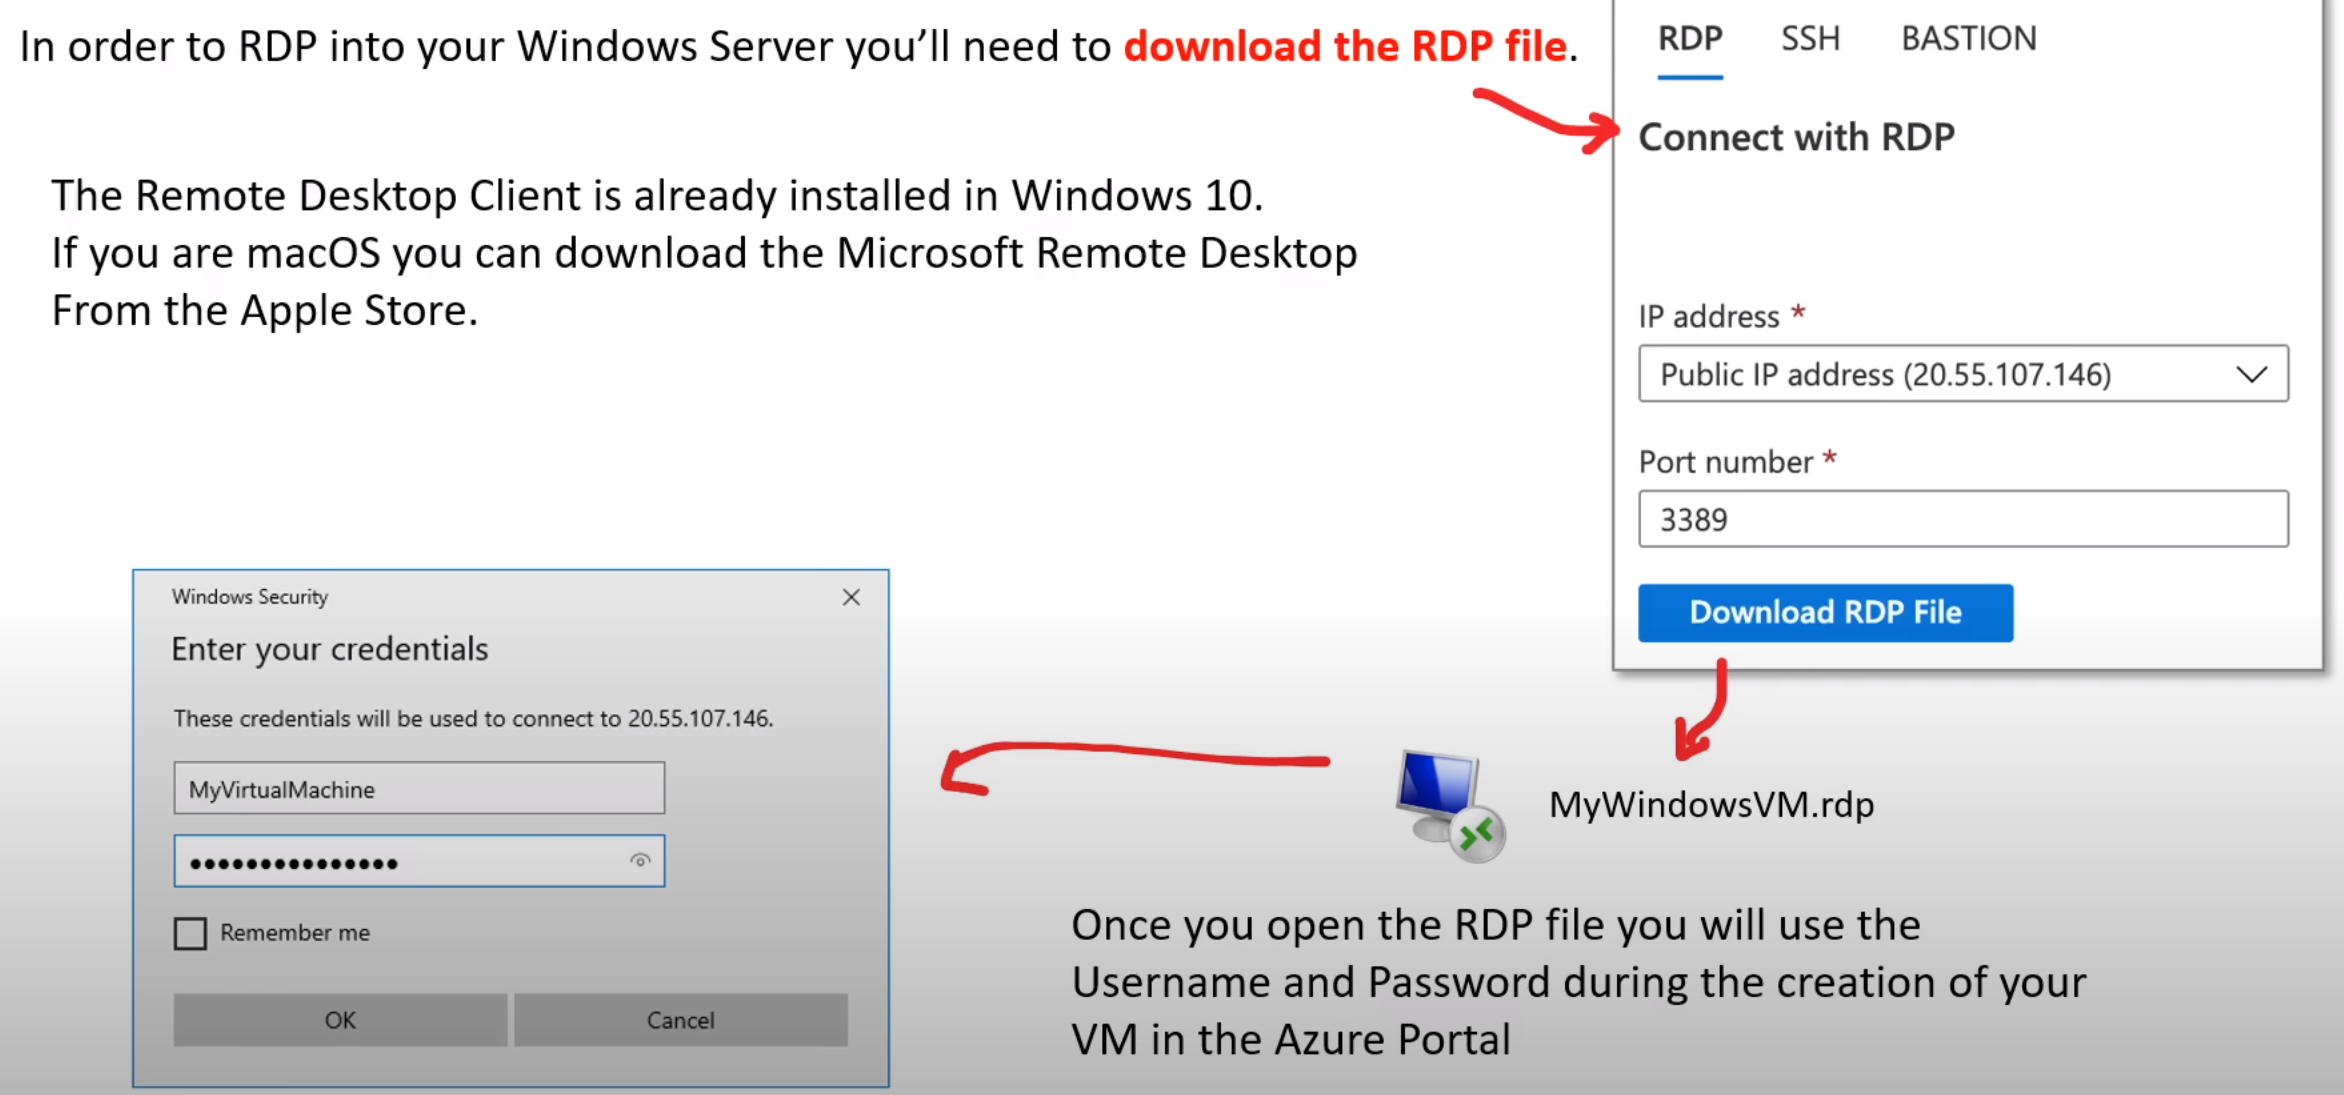 In order to RDP into your Windows Server you’ll need to download the RDP file.
The Remote Desktop Client is already installed in Windows 10.
If you are macOS you can download the Microsoft Remote Desktop
From the Apple Store.
RDP SSH BASTION
Connect with RDP
IP address *
Public IP address (20.55.107.146)
Port number *
3389
Download RDP File
MyWindowsVM.rdp
Once you open the RDP file you will use the
Username and Password during the creation of your
VM in the Azure Portal
Windows Security
Enter your credentials
These credentials will be used to connect to 20.55.107.146.
MyVirtualMachine
●●●●●●●●●●●●●●●
Remember me
OK Cancel